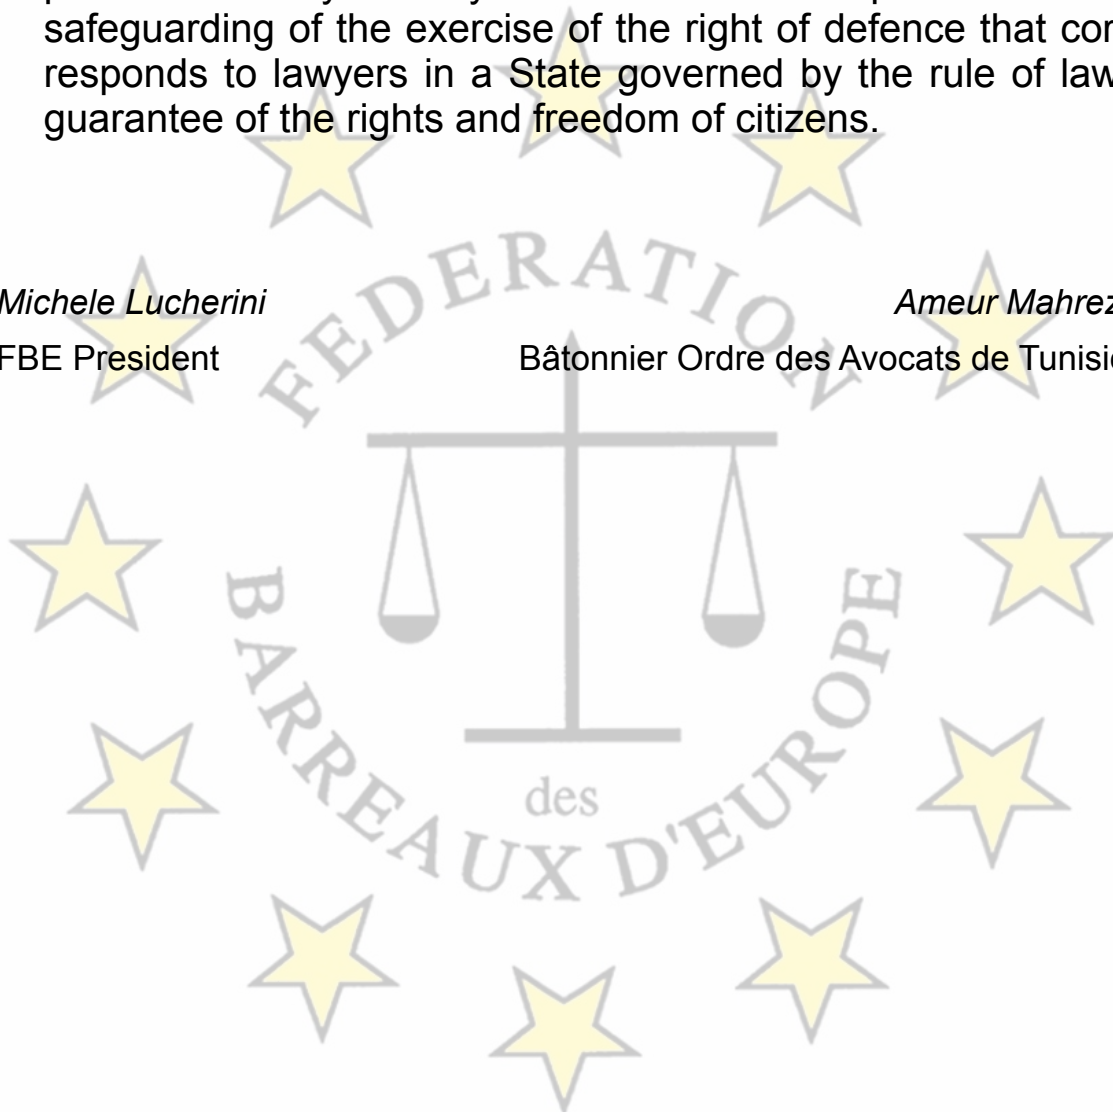 safeguarding of the exercise of the right of defence that cor
responds to lawyers in a State governed by the rule of law
guarantee of the rights and freedom of citizens.
Michele Lucherini
Ameur Mahrez
FBE President
Bâtonnier Ordre des Avocats de Tunisie
FEDERATION
des
BARREAUX D'EUROPE